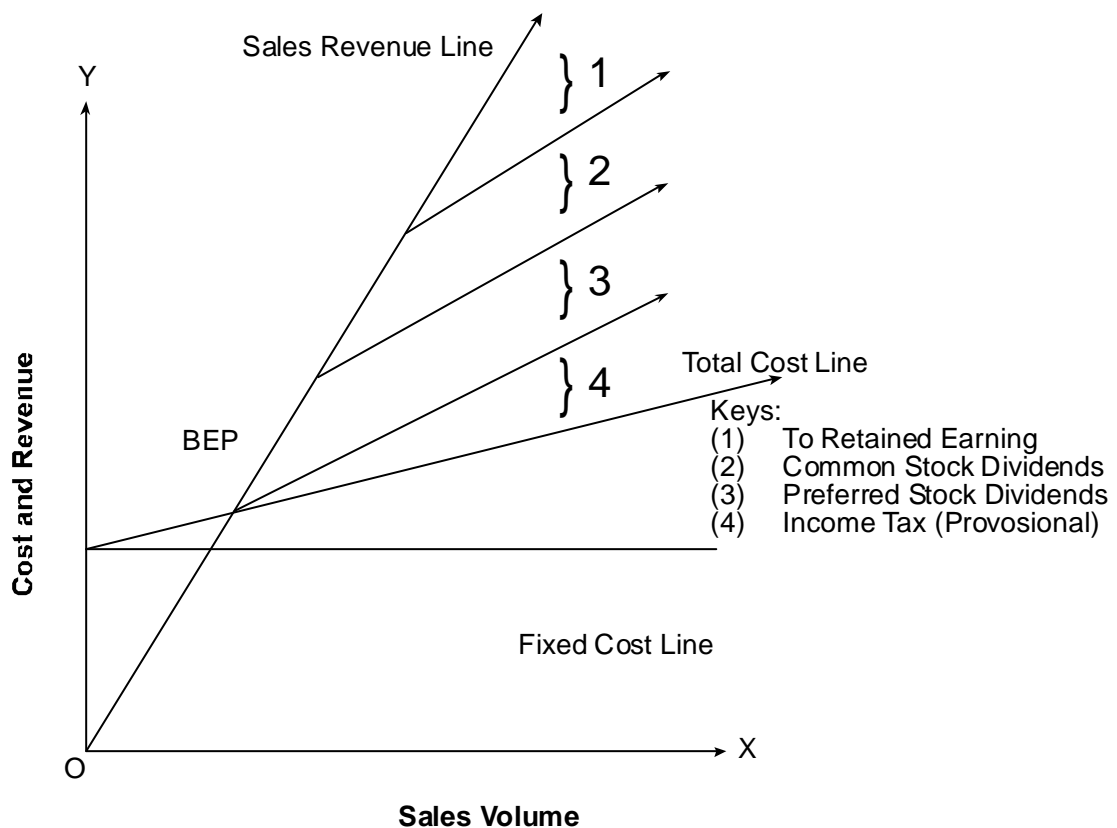 Sales Revenue Line
Y
} 1
} 2
} 3
} 4
Total Cost Line
Keys:
(1) To Retained Earning
(2) Common Stock Dividends
(3) Preferred Stock Dividends
(4) Income Tax (Provosional)
BEP
Cost and Revenue
Fixed Cost Line
X
O
Sales Volume